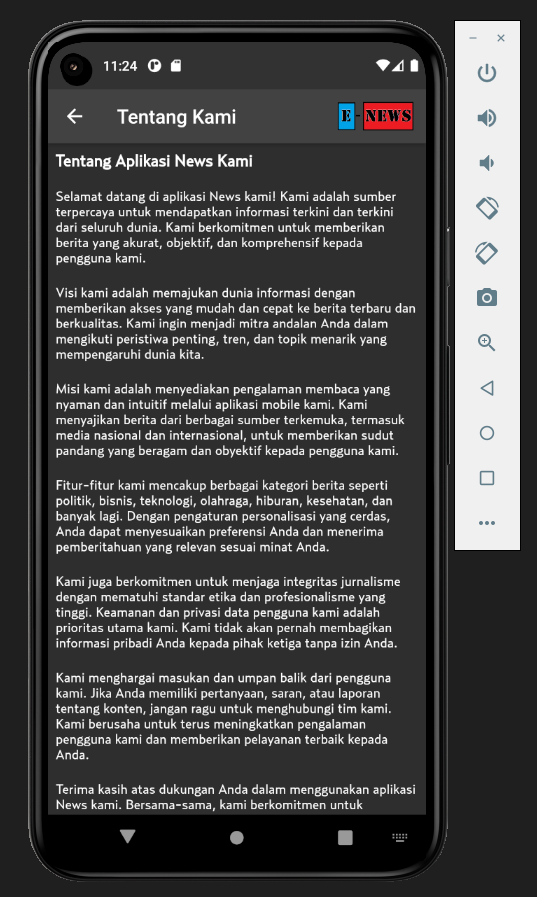 11:24
Tentang Kami
E - NEWS
Tentang Aplikasi News Kami
Selamat datang di aplikasi News kami! Kami adalah sumber
terpercaya untuk mendapatkan informasi terkini dan terkini
dari seluruh dunia. Kami berkomitmen untuk memberikan
berita yang akurat, objektif, dan komprehensif kepada
pengguna kami.
Visi kami adalah memajukan dunia informasi dengan
memberikan akses yang mudah dan cepat ke berita terbaru dan
berkualitas. Kami ingin menjadi mitra andalan Anda dalam
mengikuti peristiwa penting, tren, dan topik menarik yang
mempengaruhi dunia kita.
Misi kami adalah menyediakan pengalaman membaca yang
nyaman dan intuitif melalui aplikasi mobile kami. Kami
menyajikan berita dari berbagai sumber terkemuka, termasuk
media nasional dan internasional, untuk memberikan sudut
pandang yang beragam dan obyektif kepada pengguna kami.
Fitur-fitur kami mencakup berbagai kategori berita seperti
politik, bisnis, teknologi, olahraga, hiburan, kesehatan, dan
banyak lagi. Dengan pengaturan personalisasi yang cerdas,
Anda dapat menyesuaikan preferensi Anda dan menerima
pemberitahuan yang relevan sesuai minat Anda.
Kami juga berkomitmen untuk menjaga integritas jurnalisme
dengan mematuhi standar etika dan profesionalisme yang
tinggi. Keamanan dan privasi data pengguna kami adalah
prioritas utama kami. Kami tidak akan pernah membagikan
informasi pribadi Anda kepada pihak ketiga tanpa izin Anda.
Kami menghargai masukan dan umpan balik dari pengguna
kami. Jika Anda memiliki pertanyaan, saran, atau laporan
tentang konten, jangan ragu untuk menghubungi tim kami.
Kami berusaha untuk terus meningkatkan pengalaman
pengguna kami dan memberikan pelayanan terbaik kepada
Anda.
Terima kasih atas dukungan Anda dalam menggunakan aplikasi
News kami. Bersama-sama, kami berkomitmen untuk